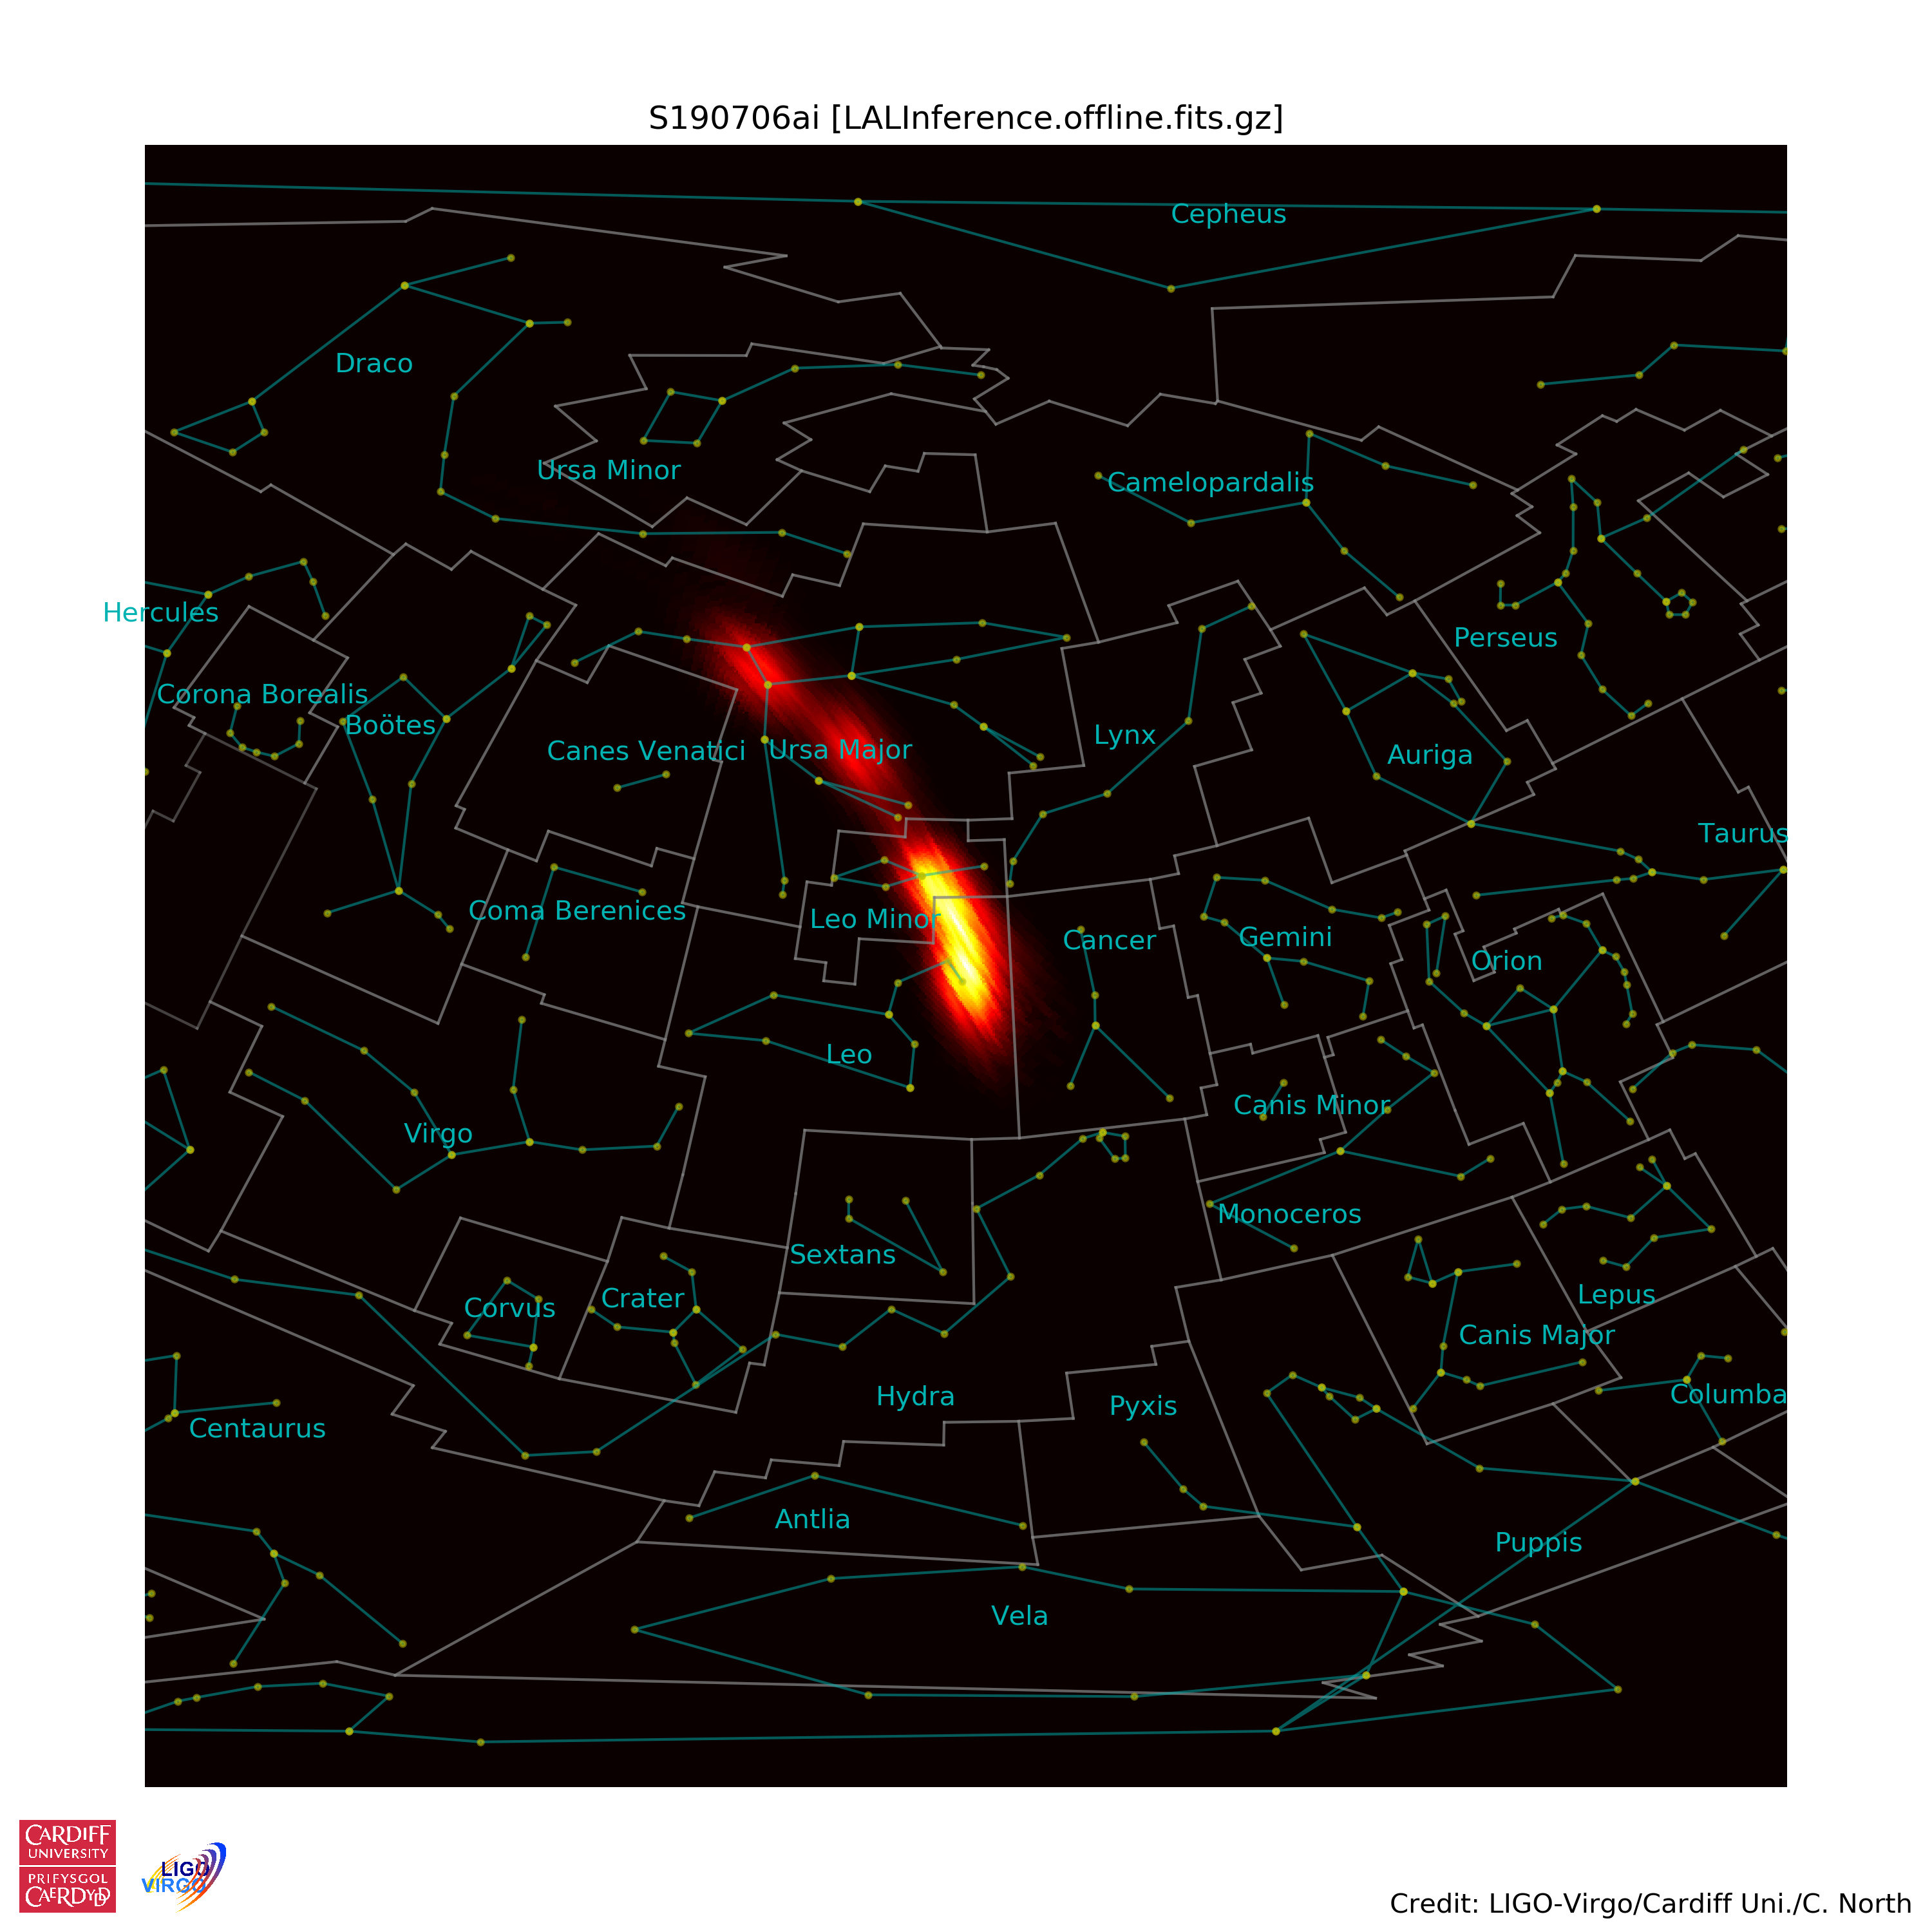 S190706ai [LALInference.offline.fits.gz]
Cepheus
Draco
Ursa Minor
Camelopardalis
Hercules
Perseus
Corona Borealis
Boötes
Canes Venatici
Ursa Major
Lynx
Auriga
Taurus
Coma Berenices
Leo Minor
Cancer
Gemini
Orion
Leo
Canis Minor
Virgo
Monoceros
Sextans
Corvus
Crater
Lepus
Canis Major
Hydra
Pyxis
Columba
Centaurus
Antlia
Puppis
Vela
CARDIFF
UNIVERSITY
PRIFYSGOL
CAERDYDD
LIGO
VIRGO
Credit: LIGO-Virgo/Cardiff Uni./C. North